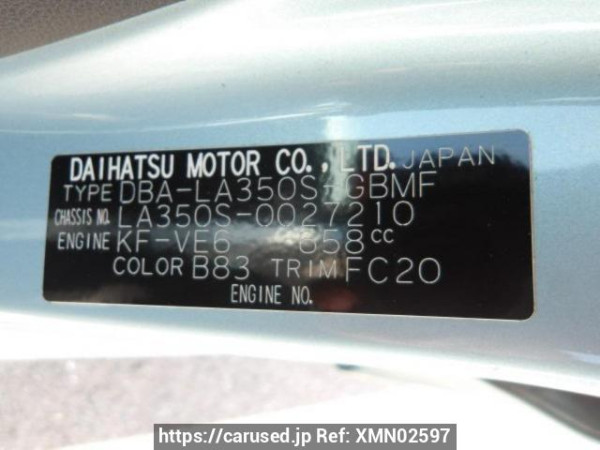 DAIHATSU MOTOR CO., LTD. JAPAN
TYPE DBA-LA350S-GBMF
CHASSIS NO. LA350S-0027210
ENGINE KF-VE6 658cc
COLOR B83 TRIM FC20
ENGINE NO.
https://carused.jp Ref: XMN02597